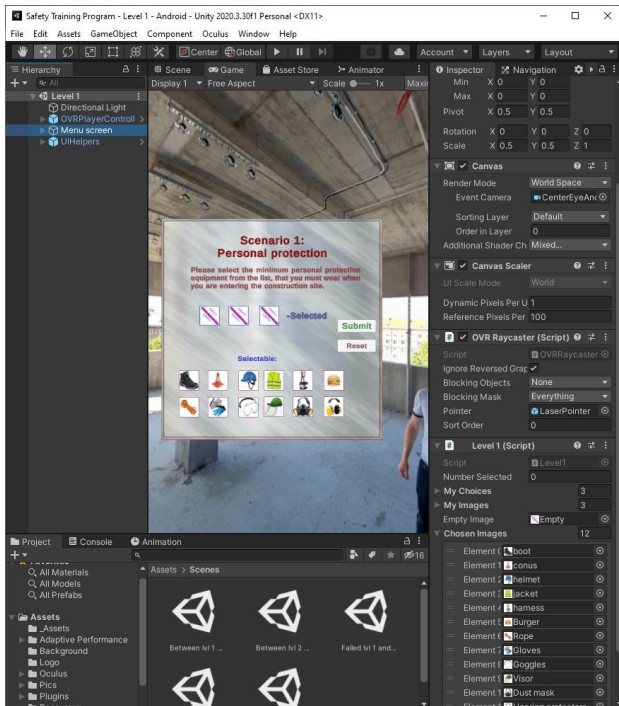 Safety Training Program - Level 1 - Android - Unity 2020.3.30f1 Personal <DX11>
File Edit Assets GameObject Component Oculus Window Help
Center Global Account Layers Layout
Hierarchy
All
Level 1
Directional Light
OVRPlayerControll
Menu screen
UIHelpers
Scene Game Asset Store Animator
Display 1 Free Aspect Scale 1x Maxi
Scenario 1:
Personal protection
Please select the minimum personal protection
equipment from the list, that you must wear when
you are entering the construction site.
-Selected
Submit
Reset
Selectable:
Inspector Navigation
Min X 0 Y 0
Max X 0 Y 0
Pivot X 0.5 Y 0.5
Rotation X 0 Y 0 Z 0
Scale X 0.5 Y 0.5 Z 1
Canvas
Render Mode World Space
Event Camera CenterEyeAnc
Sorting Layer Default
Order in Layer 0
Additional Shader Ch Mixed...
Canvas Scaler
UI Scale Mode World
Dynamic Pixels Per U 1
Reference Pixels Per 100
OVR Raycaster (Script)
Script OVRRaycaster
Ignore Reversed Grap
Blocking Objects None
Blocking Mask Everything
Pointer LaserPointer
Sort Order 0
Level 1 (Script)
Script Level1
Number Selected 0
My Choices 3
My Images 3
Empty Image Empty
Chosen Images 12
Element 0 boot
Element 1 conus
Element 2 helmet
Element 3 jacket
Element 4 harness
Element 5 Burger
Element 6 Rope
Element 7 Gloves
Element 8 Goggles
Element 9 Visor
Element 1 Dust mask
Project Console Animation
16
All Materials
All Models
All Prefabs
Assets
_Assets
Adaptive Performance
Background
Logo
Oculus
Pics
Plugins
Assets > Scenes
Between lvl 1 ...
Between lvl 2 ...
Failed lvl 1 and...